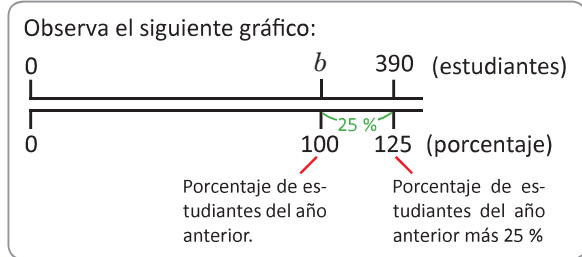 Observa el siguiente gráfico:
0 b 390 (estudiantes)
25 %
0 100 125 (porcentaje)
Porcentaje de es-
tudiantes del año
anterior.
Porcentaje de es-
tudiantes del año
anterior más 25 %